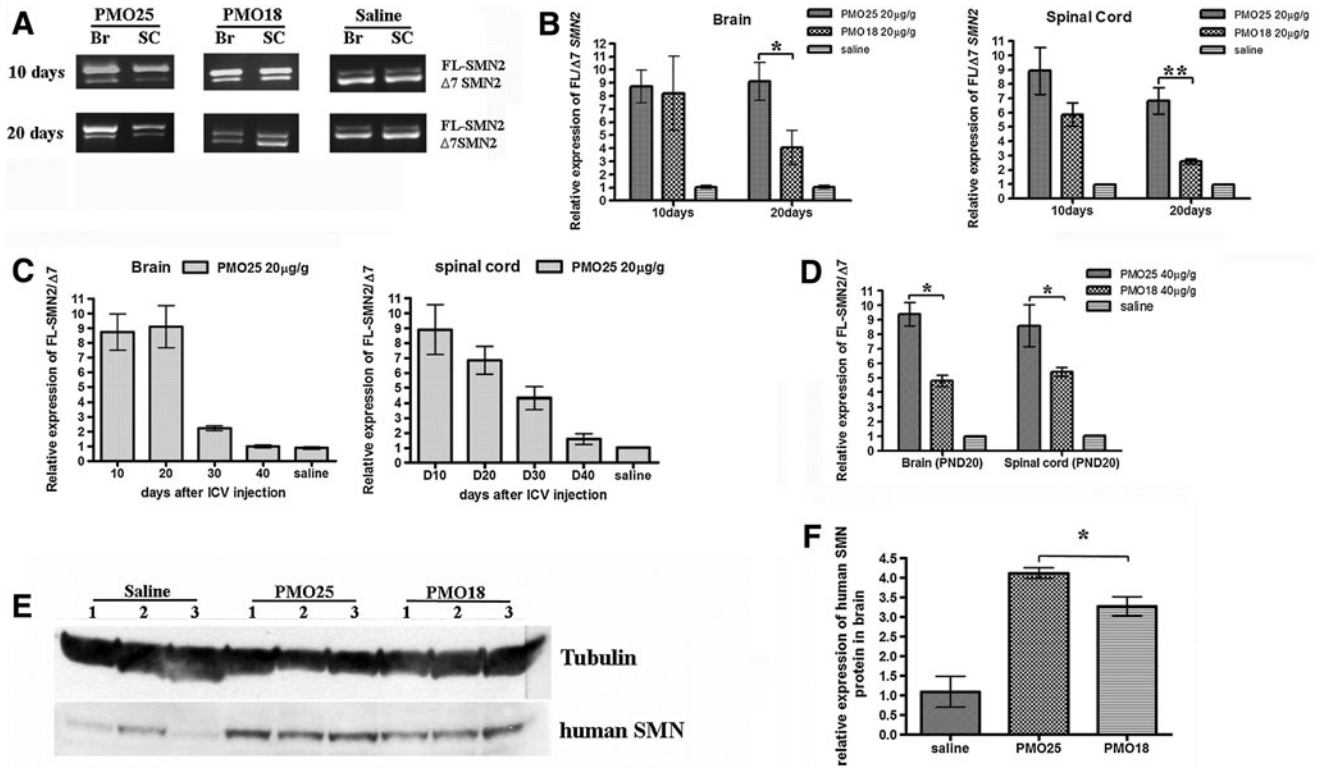 A
PMO25 PMO18 Saline
Br SC Br SC Br SC
10 days
FL-SMN2
Δ7 SMN2
20 days
FL-SMN2
Δ7SMN2
B
Brain
PMO25 20μg/g
PMO18 20μg/g
saline
Relative expression of FL/Δ7 SMN2
12
11
10
9
8
7
6
5
4
3
2
1
0
*
10days 20days
Spinal Cord
PMO25 20μg/g
PMO18 20μg/g
saline
Relative expression of FL/Δ7 SMN2
11
10
9
8
7
6
5
4
3
2
1
0
**
10days 20days
C
Brain PMO25 20μg/g
Relative expression of FL-SMN2/Δ7
11
10
9
8
7
6
5
4
3
2
1
0
10 20 30 40 saline
days after ICV injection
spinal cord PMO25 20μg/g
Relative expression of FL-SMN2/Δ7
11
10
9
8
7
6
5
4
3
2
1
0
D10 D20 D30 D40 saline
days after ICV injection
D
PMO25 40μg/g
PMO18 40μg/g
saline
Relative expression of FL-SMN2/Δ7
11
10
9
8
7
6
5
4
3
2
1
0
* *
Brain (PND20) Spinal cord (PND20)
E
Saline PMO25 PMO18
1 2 3 1 2 3 1 2 3
Tubulin
human SMN
F
relative expression of human SMN
protein in brain
4.5
4.0
3.5
3.0
2.5
2.0
1.5
1.0
0.5
0.0
*
saline PMO25 PMO18